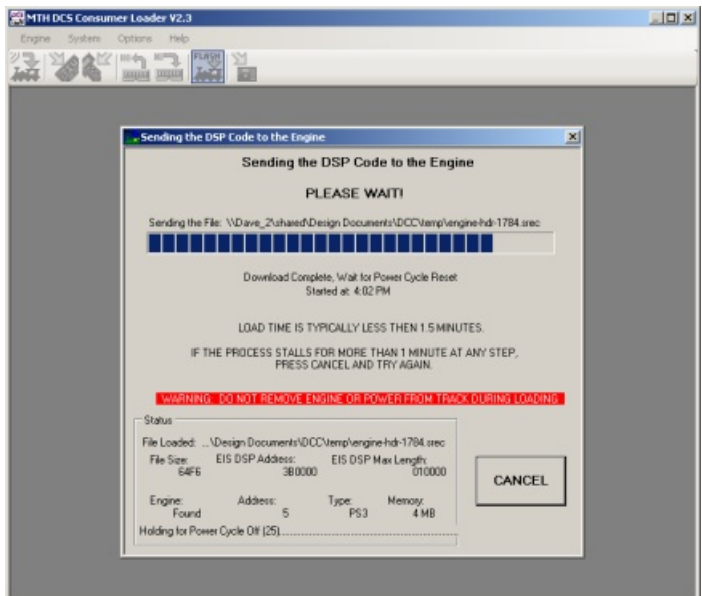 MTH DCS Consumer Loader V2.3
Engine System Options Help
FLASH
Sending the DSP Code to the Engine
Sending the DSP Code to the Engine
PLEASE WAIT!
Sending the File: \\Dave_2\shared\Design Documents\DCC\temp\engine-hdr-1784.srec
Download Complete, Wait for Power Cycle Reset
Started at: 4:02 PM
LOAD TIME IS TYPICALLY LESS THEN 1.5 MINUTES.
IF THE PROCESS STALLS FOR MORE THAN 1 MINUTE AT ANY STEP,
PRESS CANCEL AND TRY AGAIN.
WARNING: DO NOT REMOVE ENGINE OR POWER FROM TRACK DURING LOADING
Status
File Loaded: ...\Design Documents\DCC\temp\engine-hdr-1784.srec
File Size: EIS DSP Address: EIS DSP Max Length:
64F6 3B0000 010000
CANCEL
Engine: Address: Type: Memory:
Found 5 PS3 4 MB
Holding for Power Cycle Off (25)